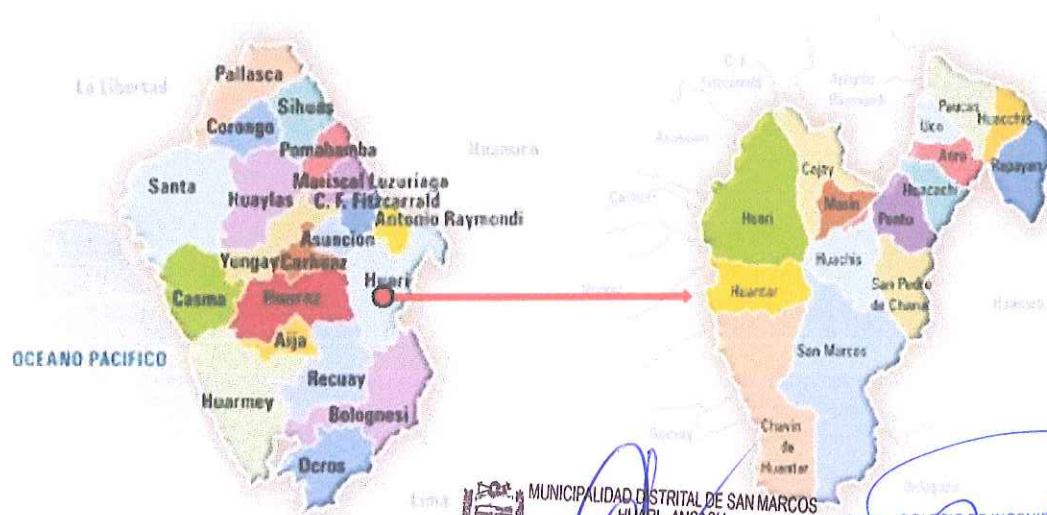 Pallasca
La Libertad
Sihuas
Corongo
Pomabamba
Huanuco
Santa
Mariscal Luzuriaga
Huaylas
C. F. Fitzcarrald
Antonio Raymondi
Asuncion
Yungay
Carhuaz
Huari
Casma
Huaraz
Aija
OCEANO PACIFICO
Recuay
Huarmey
Bolognesi
Ocros
Lima
C. F.
Fitzcarrald
Antonio
Raymondi
Asuncion
Paucas
Huacchis
Uco
Anra
Rapayan
Cajay
Huacachi
Masin
Huari
Ponto
Huachis
Huantar
San Pedro
de Chana
San Marcos
Chavin
de
Huantar
Recuay
Bolognesi
MUNICIPALIDAD DISTRITAL DE SAN MARCOS